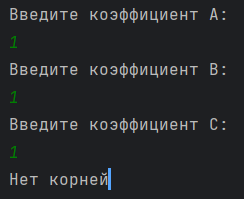 Введите коэффициент A:
1
Введите коэффициент B:
1
Введите коэффициент C:
1
Нет корней